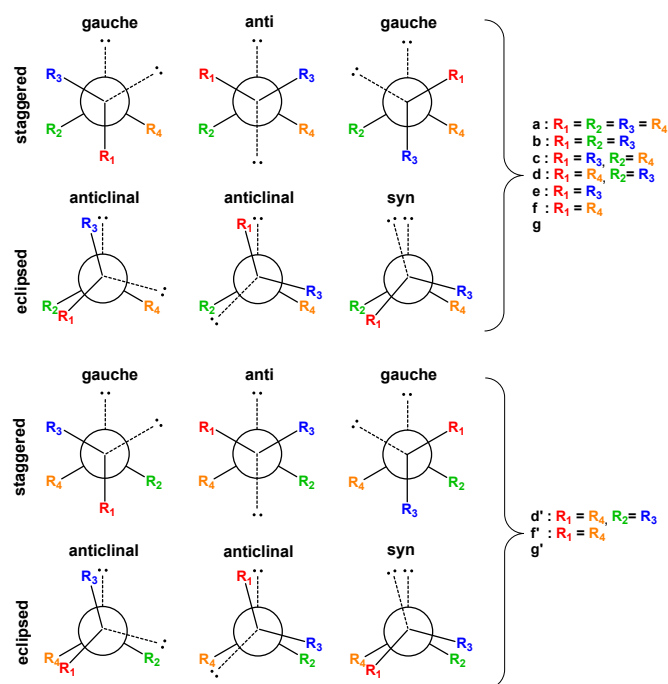 gauche anti gauche
staggered
R₃ R₂ R₁ R₄
R₁ R₃ R₂ R₄
R₁ R₂ R₄ R₃
anticlinal anticlinal syn
eclipsed
R₃ R₂ R₁ R₄
R₁ R₂ R₃ R₄
R₂ R₁ R₃ R₄
a : R₁ = R₂ = R₃ = R₄
b : R₁ = R₂ = R₃
c : R₁ = R₃, R₂= R₄
d : R₁ = R₄, R₂= R₃
e : R₁ = R₃
f : R₁ = R₄
g
gauche anti gauche
staggered
R₃ R₄ R₁ R₂
R₁ R₃ R₄ R₂
R₁ R₄ R₂ R₃
anticlinal anticlinal syn
eclipsed
R₃ R₄ R₁ R₂
R₁ R₄ R₃ R₂
R₄ R₁ R₃ R₂
d' : R₁ = R₄, R₂= R₃
f' : R₁ = R₄
g'